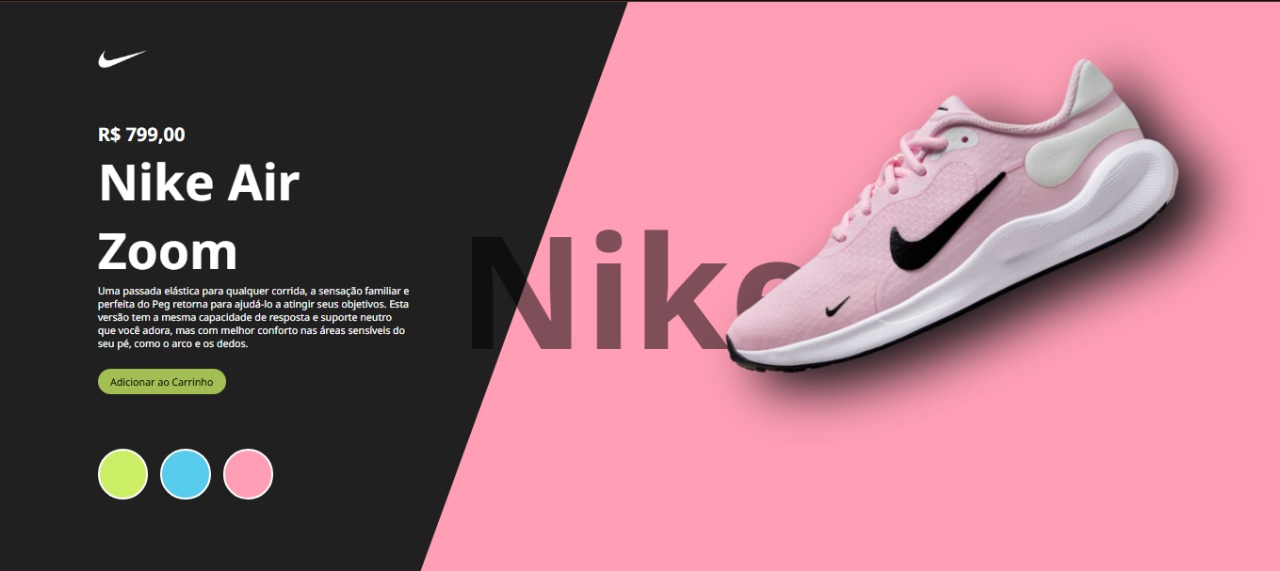 R$ 799,00
Nike Air
Zoom
Uma passada elástica para qualquer corrida, a sensação familiar e
perfeita do Peg retorna para ajudá-lo a atingir seus objetivos. Esta
versão tem a mesma capacidade de resposta e suporte neutro
que você adora, mas com melhor conforto nas áreas sensíveis do
seu pé, como o arco e os dedos.
Adicionar ao Carrinho
Nike